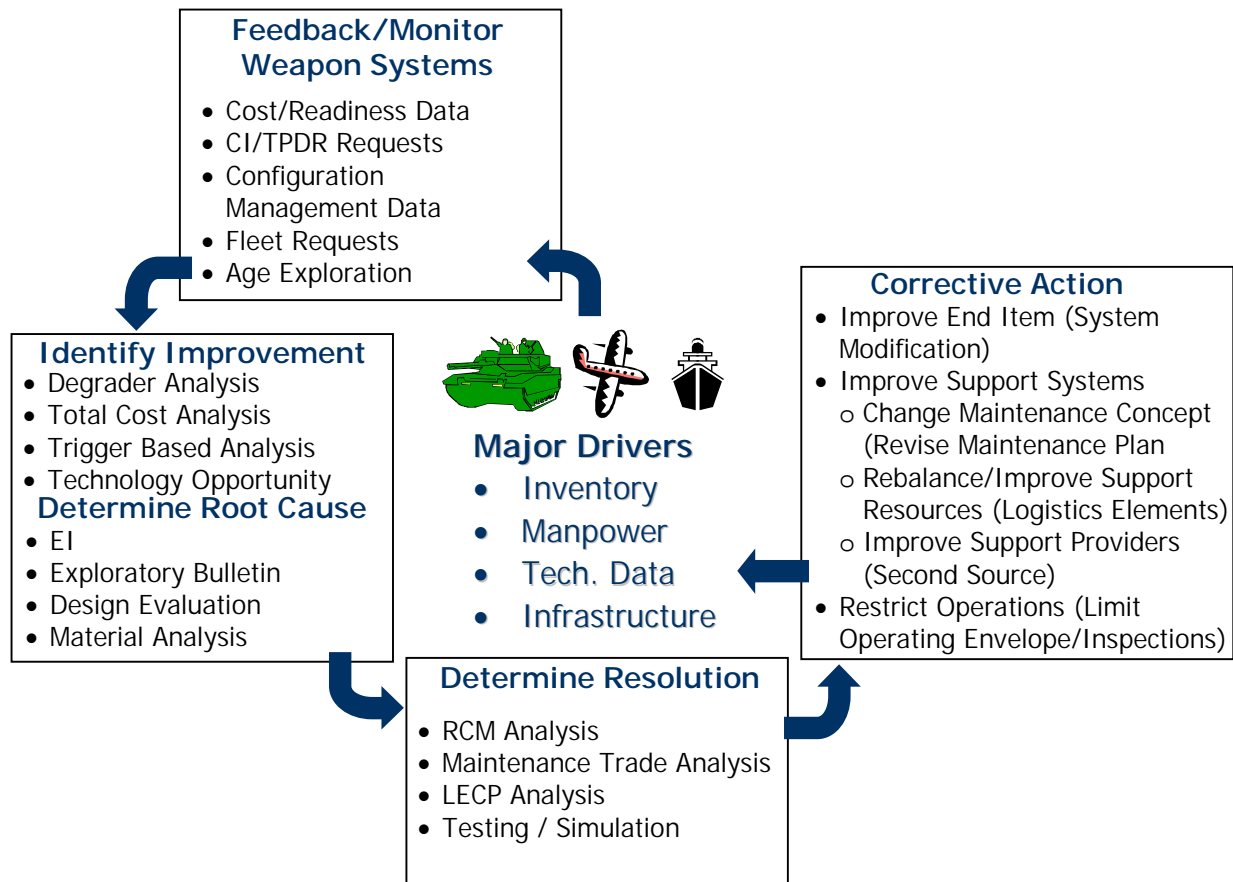 Feedback/Monitor
Weapon Systems
• Cost/Readiness Data
• CI/TPDR Requests
• Configuration
Management Data
• Fleet Requests
• Age Exploration
Identify Improvement
• Degrader Analysis
• Total Cost Analysis
• Trigger Based Analysis
• Technology Opportunity
Determine Root Cause
• EI
• Exploratory Bulletin
• Design Evaluation
• Material Analysis
Major Drivers
• Inventory
• Manpower
• Tech. Data
• Infrastructure
Determine Resolution
• RCM Analysis
• Maintenance Trade Analysis
• LECP Analysis
• Testing / Simulation
Corrective Action
• Improve End Item (System
Modification)
• Improve Support Systems
o Change Maintenance Concept
(Revise Maintenance Plan
o Rebalance/Improve Support
Resources (Logistics Elements)
o Improve Support Providers
(Second Source)
• Restrict Operations (Limit
Operating Envelope/Inspections)